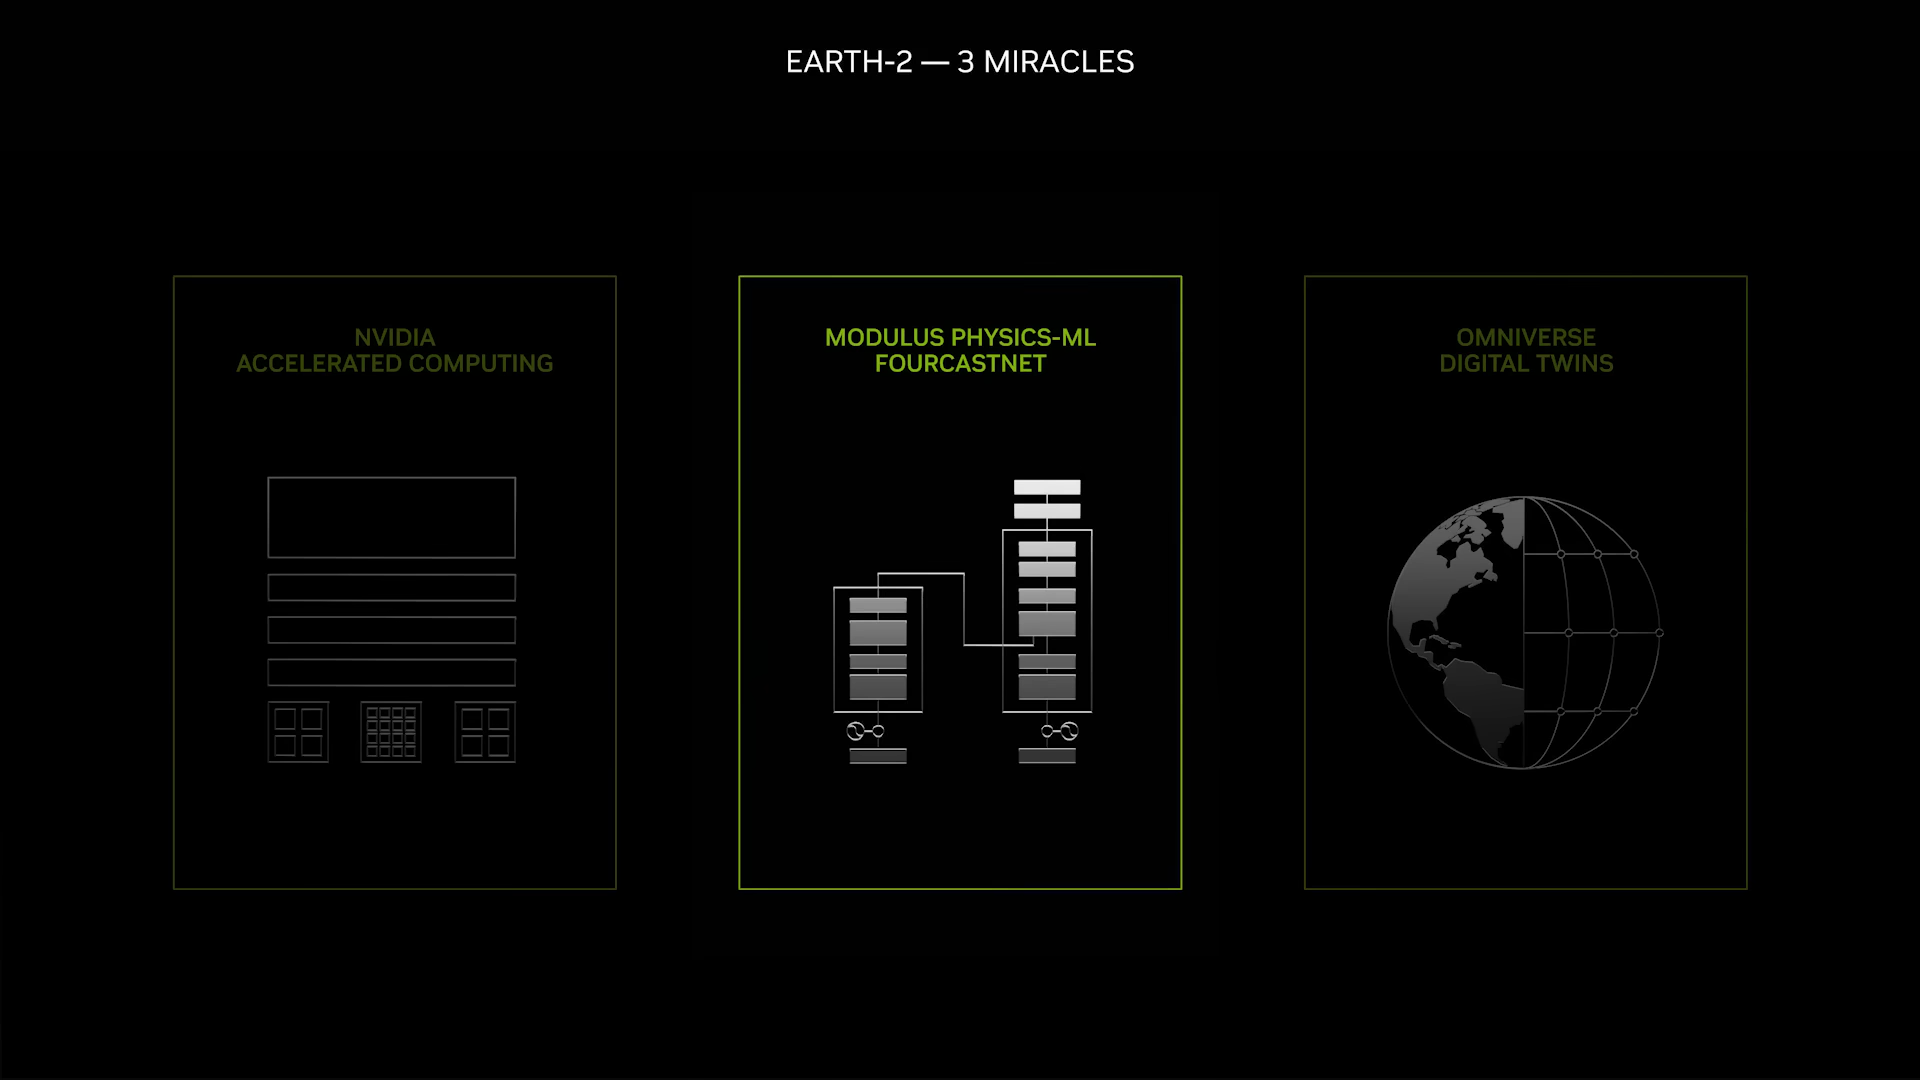 EARTH-2 — 3 MIRACLES
NVIDIA
ACCELERATED COMPUTING
MODULUS PHYSICS-ML
FOURCASTNET
OMNIVERSE
DIGITAL TWINS